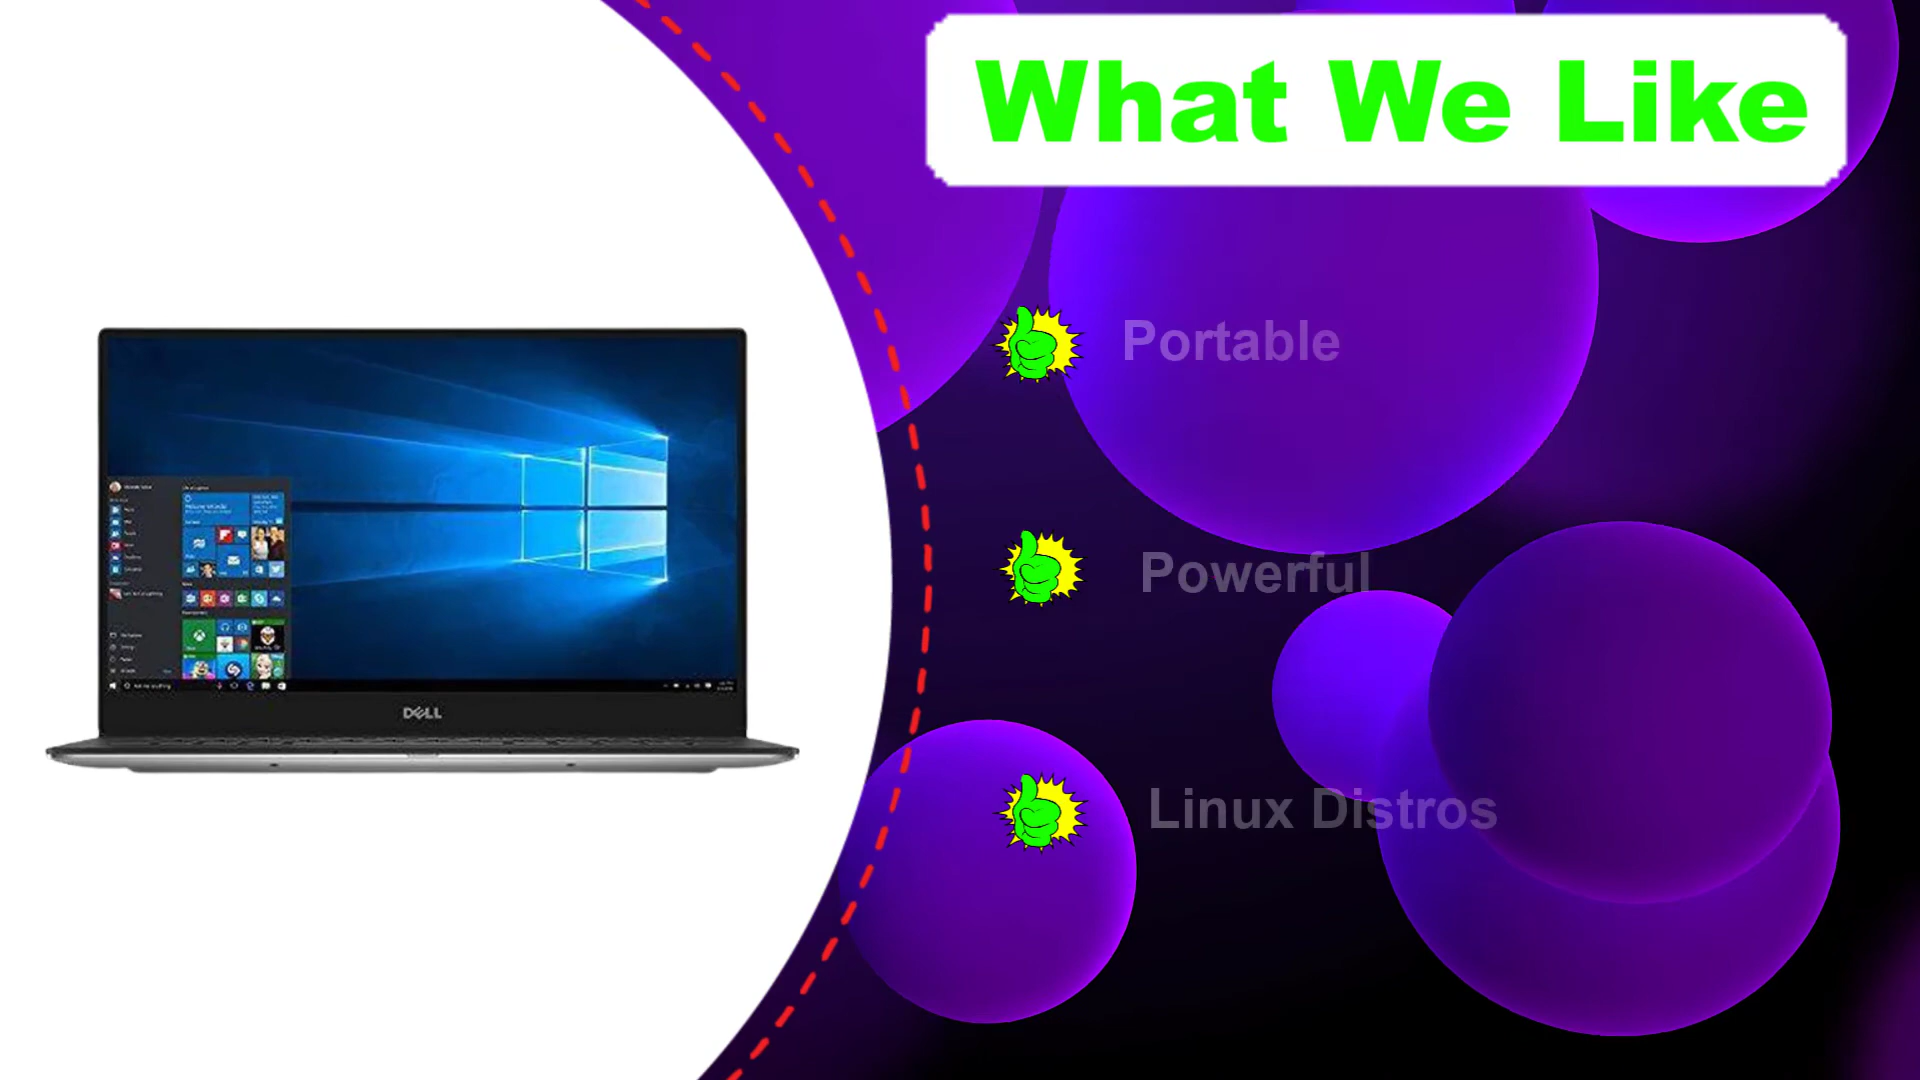 What We Like
Portable
Powerful
Linux Distros
DELL